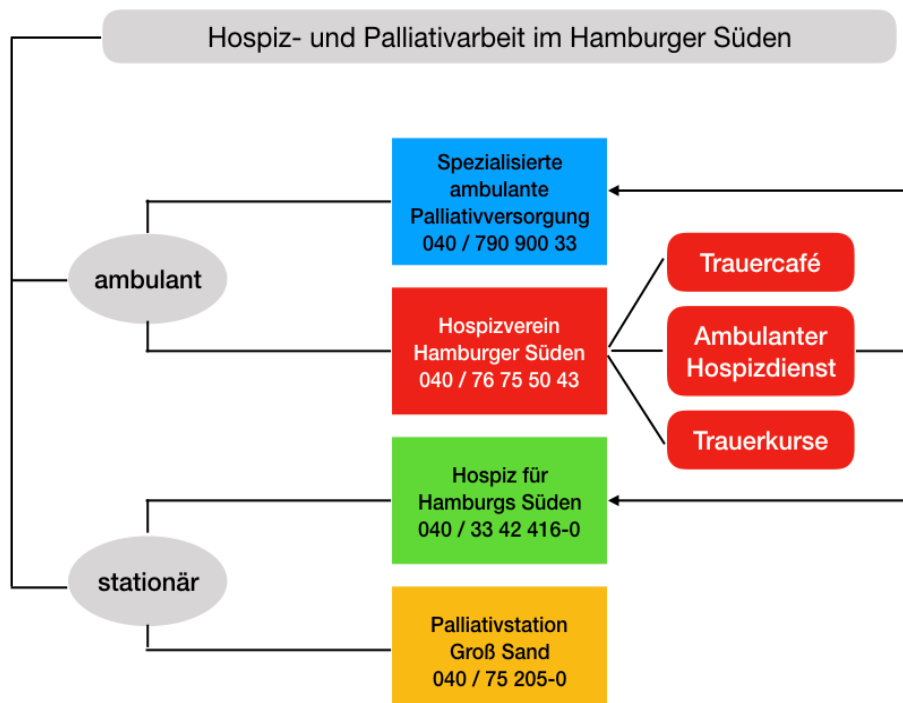 Hospiz- und Palliativarbeit im Hamburger Süden
ambulant
Spezialisierte
ambulante
Palliativversorgung
040 / 790 900 33
Hospizverein
Hamburger Süden
040 / 76 75 50 43
Trauercafé
Ambulanter
Hospizdienst
Trauerkurse
stationär
Hospiz für
Hamburgs Süden
040 / 33 42 416-0
Palliativstation
Groß Sand
040 / 75 205-0